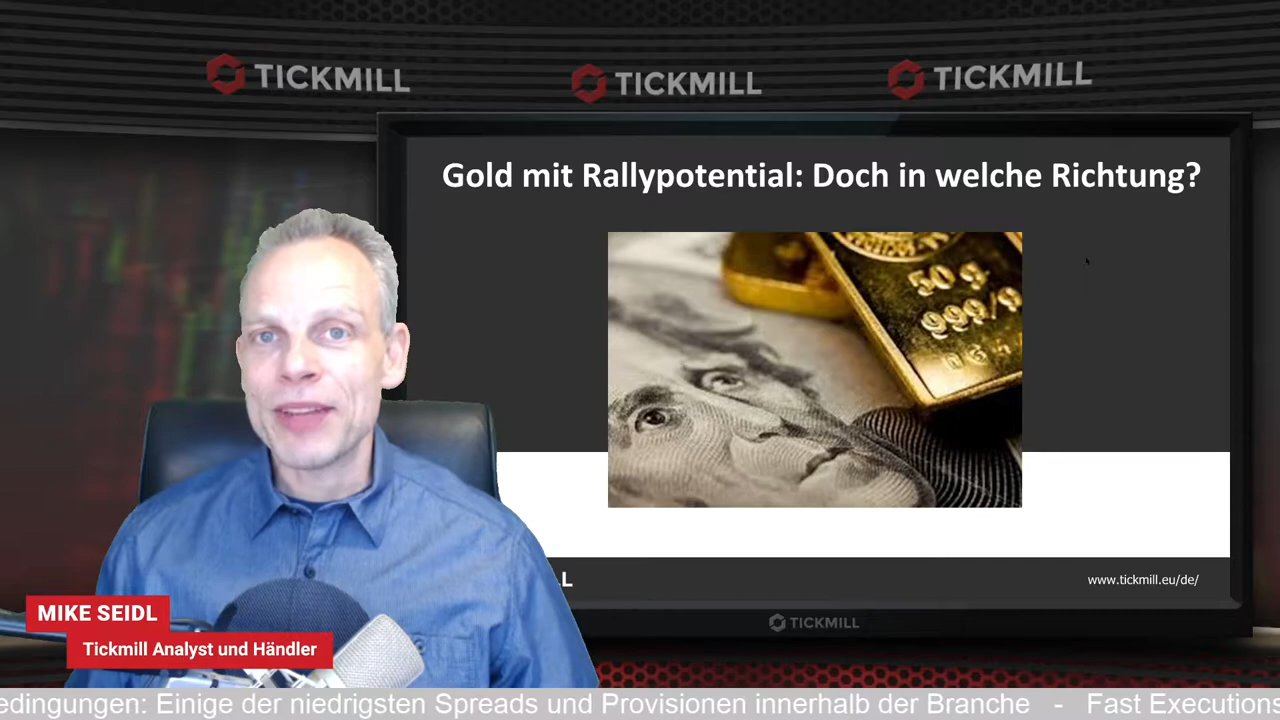 TICKMILL
TICKMILL
TICKMILL
Gold mit Rallypotential: Doch in welche Richtung?
50g
999/9
L
www.tickmill.eu/de/
TICKMILL
MIKE SEIDL
Tickmill Analyst und Händler
edingungen: Einige der niedrigsten Spreads und Provisionen innerhalb der Branche - Fast Executions